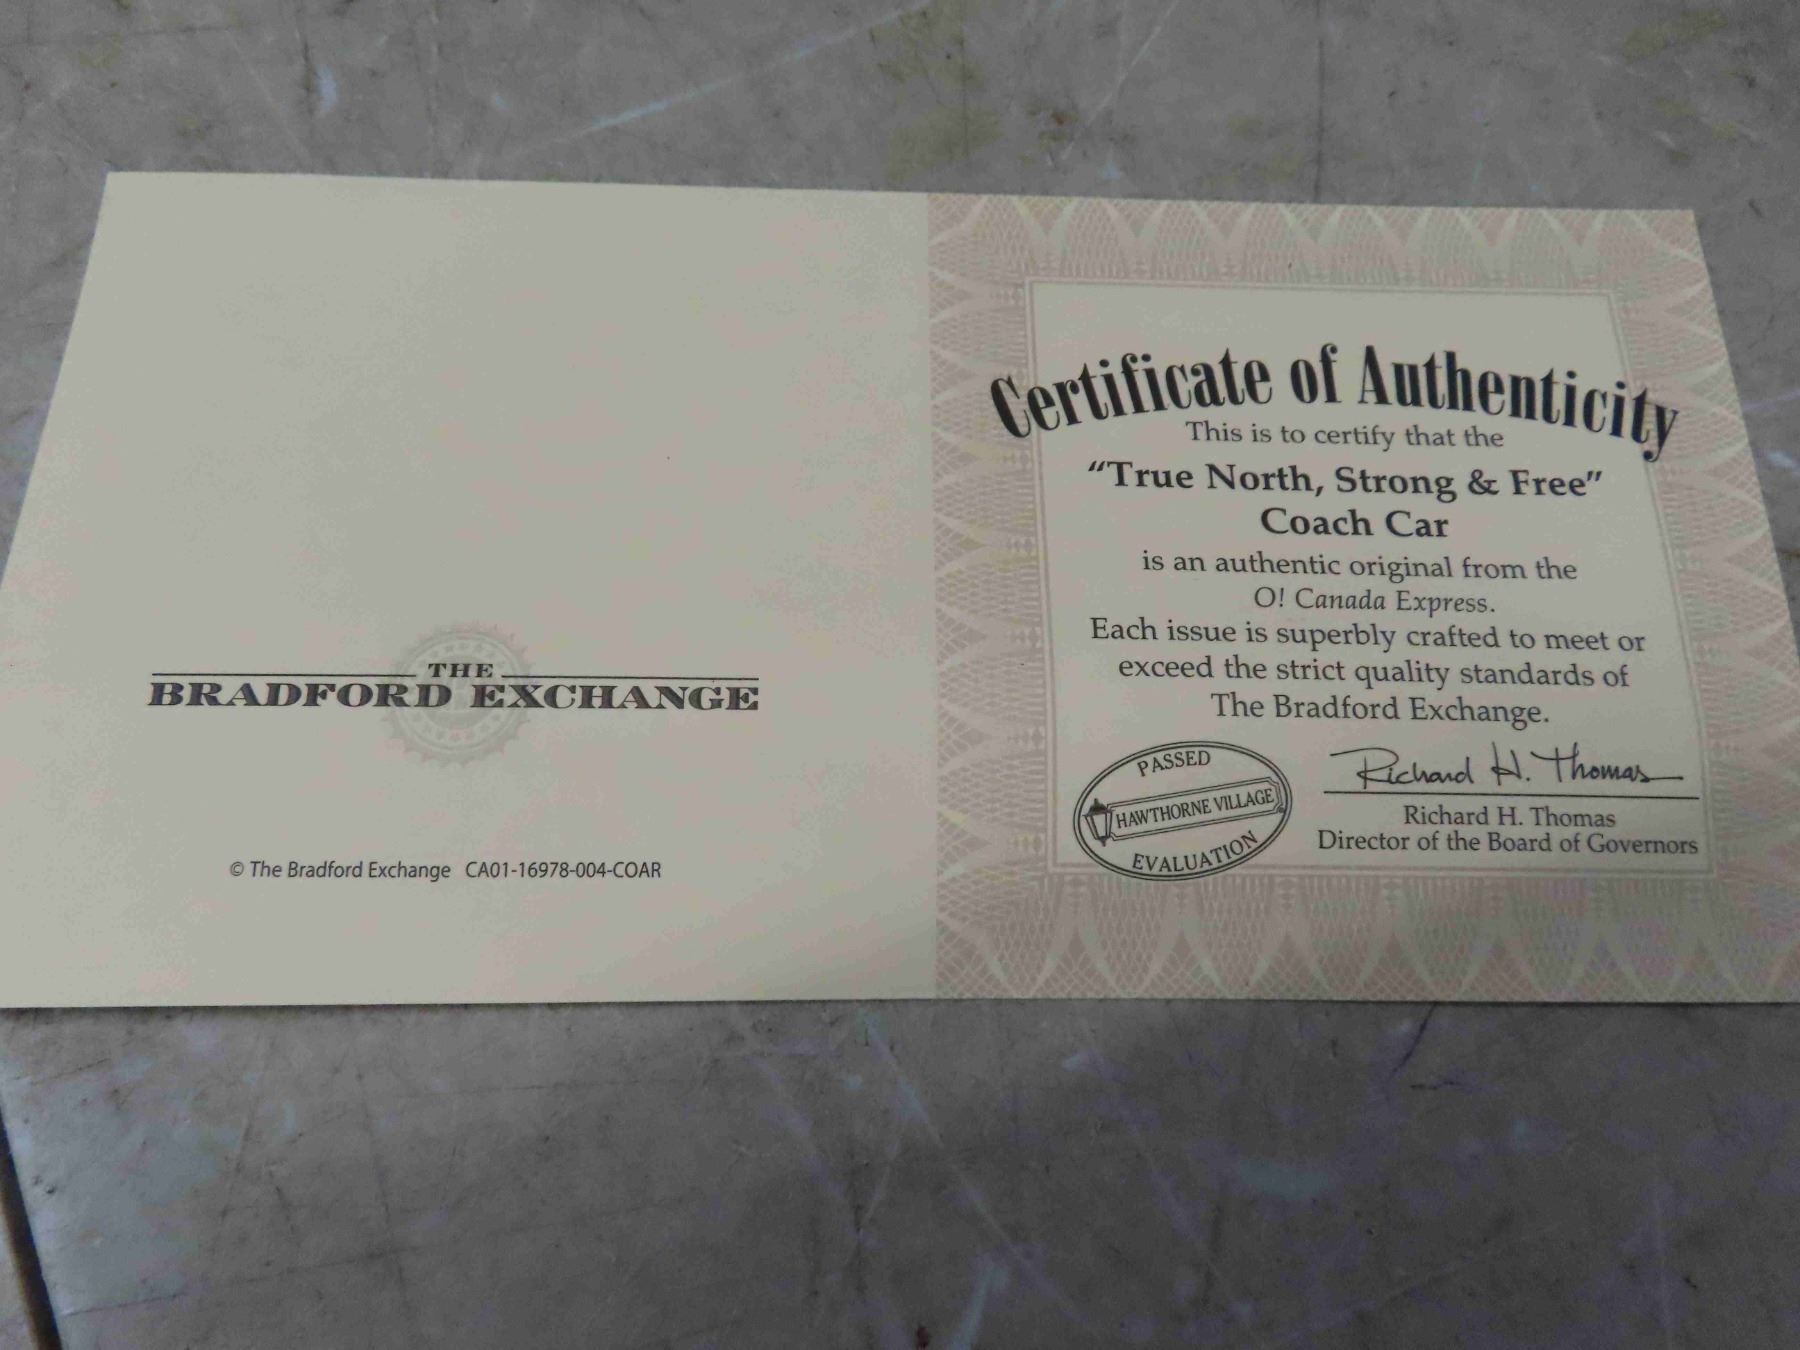 THE
BRADFORD EXCHANGE
© The Bradford Exchange CA01-16978-004-COAR
Certificate of Authenticity
This is to certify that the
“True North, Strong & Free”
Coach Car
is an authentic original from the
O! Canada Express.
Each issue is superbly crafted to meet or
exceed the strict quality standards of
The Bradford Exchange.
PASSED
HAWTHORNE VILLAGE
EVALUATION
Richard H. Thomas
Richard H. Thomas
Director of the Board of Governors